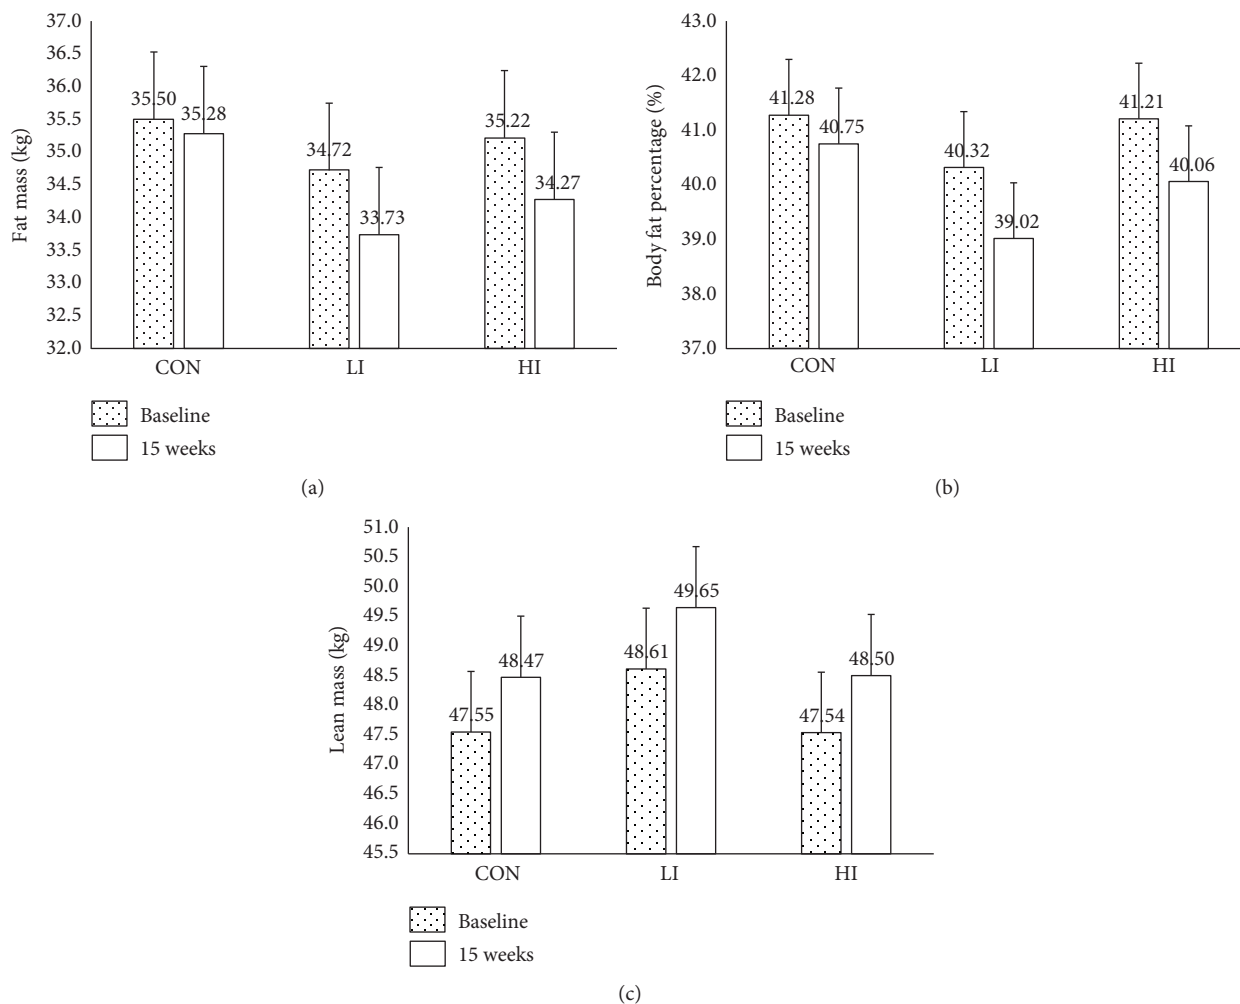 37.0
36.5
36.0
35.5
35.0
34.5
34.0
33.5
33.0
32.5
32.0
Fat mass (kg)
35.50
35.28
34.72
33.73
35.22
34.27
CON
LI
HI
Baseline
15 weeks
(a)
43.0
42.0
41.0
40.0
39.0
38.0
37.0
Body fat percentage (%)
41.28
40.75
40.32
39.02
41.21
40.06
CON
LI
HI
Baseline
15 weeks
(b)
51.0
50.5
50.0
49.5
49.0
48.5
48.0
47.5
47.0
46.5
46.0
45.5
Lean mass (kg)
47.55
48.47
48.61
49.65
47.54
48.50
CON
LI
HI
Baseline
15 weeks
(c)